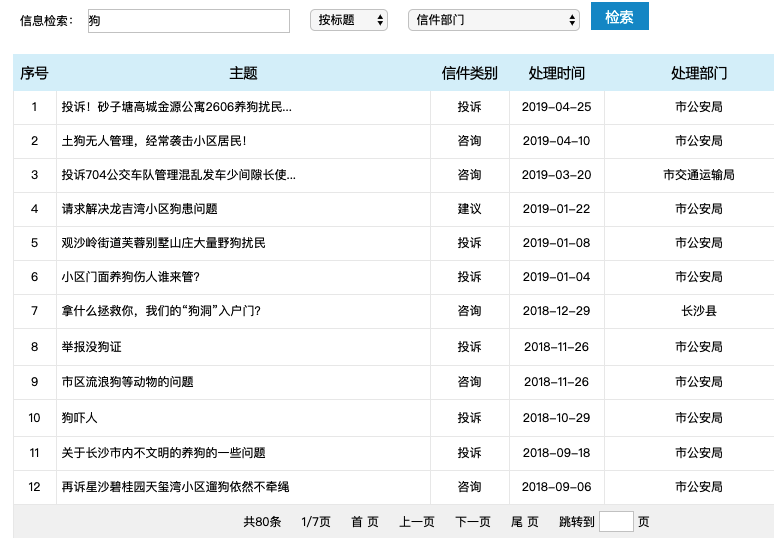 信息检索： 狗 按标题 信件部门 检索
序号 主题 信件类别 处理时间 处理部门
1 投诉！砂子塘高城金源公寓2606养狗扰民... 投诉 2019-04-25 市公安局
2 土狗无人管理，经常袭击小区居民！ 咨询 2019-04-10 市公安局
3 投诉704公交车队管理混乱发车少间隙长使... 咨询 2019-03-20 市交通运输局
4 请求解决龙吉湾小区狗患问题 建议 2019-01-22 市公安局
5 观沙岭街道芙蓉别墅山庄大量野狗扰民 投诉 2019-01-08 市公安局
6 小区门面养狗伤人谁来管？ 投诉 2019-01-04 市公安局
7 拿什么拯救你，我们的“狗洞”入户门？ 咨询 2018-12-29 长沙县
8 举报没狗证 投诉 2018-11-26 市公安局
9 市区流浪狗等动物的问题 咨询 2018-11-26 市公安局
10 狗吓人 投诉 2018-10-29 市公安局
11 关于长沙市内不文明的养狗的一些问题 投诉 2018-09-18 市公安局
12 再诉星沙碧桂园天玺湾小区遛狗依然不牵绳 咨询 2018-09-06 市公安局
共80条 1/7页 首 页 上一页 下一页 尾 页 跳转到 页